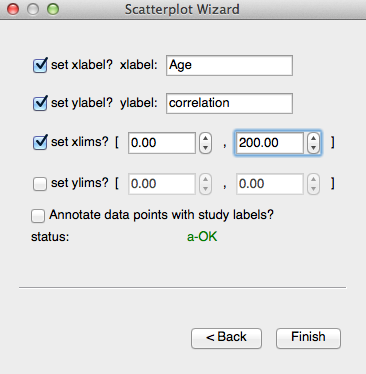 Scatterplot Wizard
set xlabel? xlabel: Age
set ylabel? ylabel: correlation
set xlims? [ 0.00 , 200.00 ]
set ylims? [ 0.00 , 0.00 ]
Annotate data points with study labels?
status: a-OK
< Back Finish